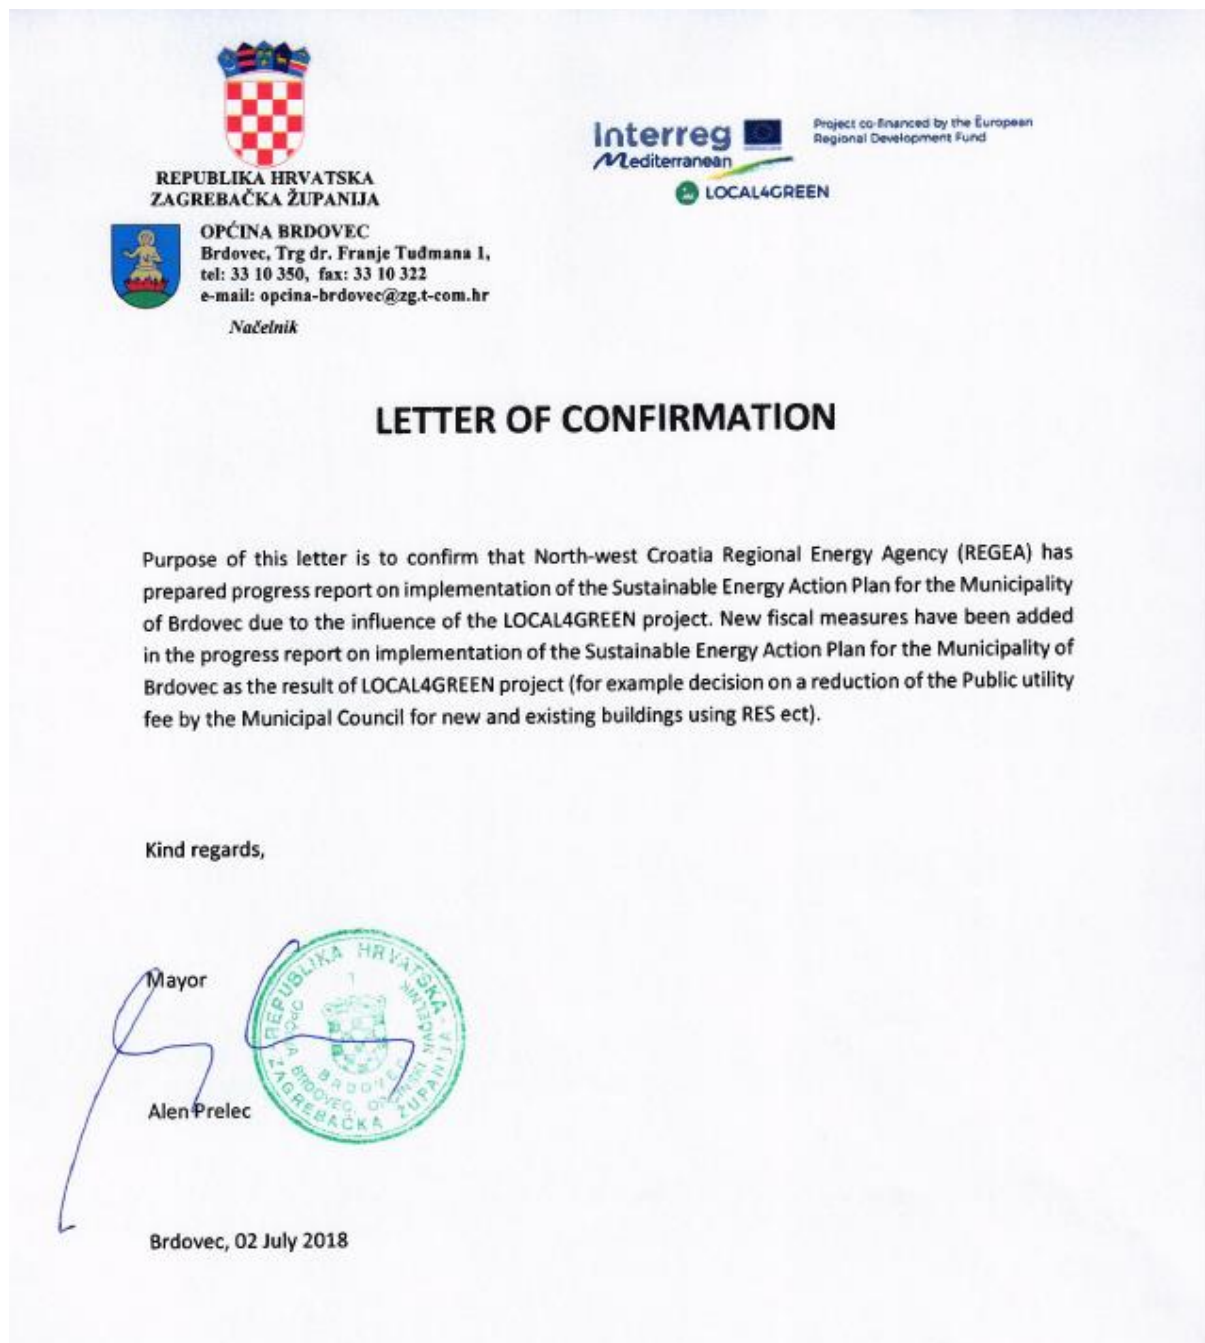 REPUBLIKA HRVATSKA
ZAGREBAČKA ŽUPANIJA
OPĆINA BRDOVEC
Brdovec, Trg dr. Franje Tuđmana 1,
tel: 33 10 350, fax: 33 10 322
e-mail: opcina-brdovec@zg.t-com.hr
Načelnik
Interreg
Mediterranean
LOCAL4GREEN
Project co-financed by the European
Regional Development Fund
LETTER OF CONFIRMATION
Purpose of this letter is to confirm that North-west Croatia Regional Energy Agency (REGEA) has
prepared progress report on implementation of the Sustainable Energy Action Plan for the Municipality
of Brdovec due to the influence of the LOCAL4GREEN project. New fiscal measures have been added
in the progress report on implementation of the Sustainable Energy Action Plan for the Municipality of
Brdovec as the result of LOCAL4GREEN project (for example decision on a reduction of the Public utility
fee by the Municipal Council for new and existing buildings using RES ect).
Kind regards,
Mayor
REPUBLIKA HRVATSKA
ZAGREBAČKA ŽUPANIJA
OPĆINA BRDOVEC, OPĆINSKI NAČELNIK
BRDOVEC
1
Alen Prelec
Brdovec, 02 July 2018